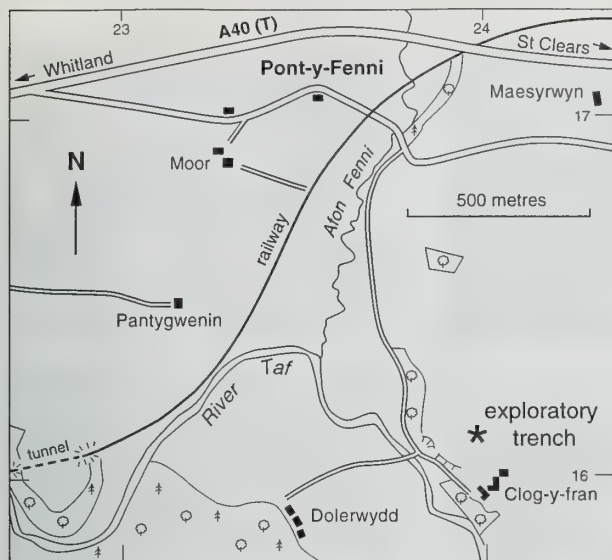 23
A40 (T)
24
Whitland
St Clears
Pont-y-Fenni
Maesyrwyn
17
N
Moor
Afon Fenni
500 metres
railway
Pantygwenin
River Taf
exploratory
trench
tunnel
16
Clog-y-fran
Dolerwydd